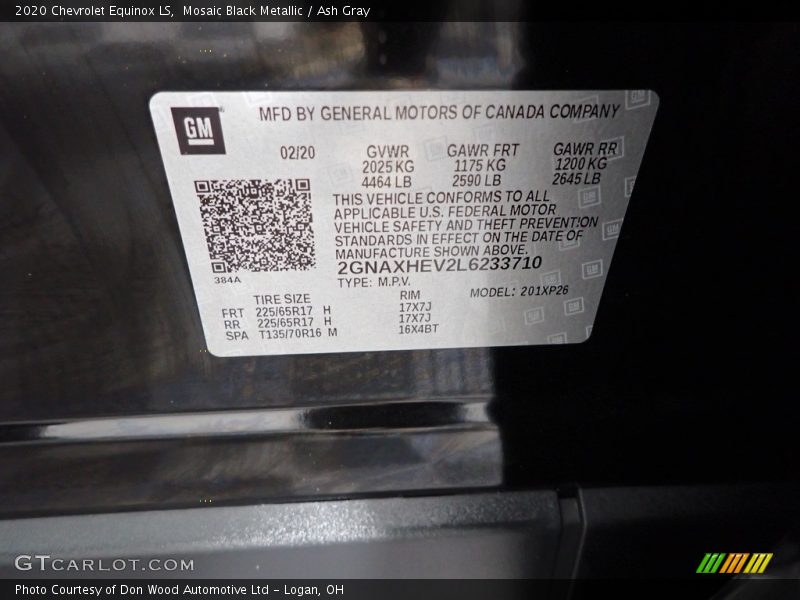 2020 Chevrolet Equinox LS,  Mosaic Black Metallic / Ash Gray
GM
MFD BY GENERAL MOTORS OF CANADA COMPANY
02/20 GVWR GAWR FRT GAWR RR
2025 KG 1175 KG 1200 KG
4464 LB 2590 LB 2645 LB
THIS VEHICLE CONFORMS TO ALL
APPLICABLE U.S. FEDERAL MOTOR
VEHICLE SAFETY AND THEFT PREVENTION
STANDARDS IN EFFECT ON THE DATE OF
MANUFACTURE SHOWN ABOVE.
2GNAXHEV2L6233710
384A
TYPE: M.P.V. MODEL: 201XP26
TIRE SIZE RIM
FRT 225/65R17 H 17X7J
RR 225/65R17 H 17X7J
SPA T135/70R16 M 16X4BT
GTCARLOT.COM
Photo Courtesy of Don Wood Automotive Ltd - Logan, OH